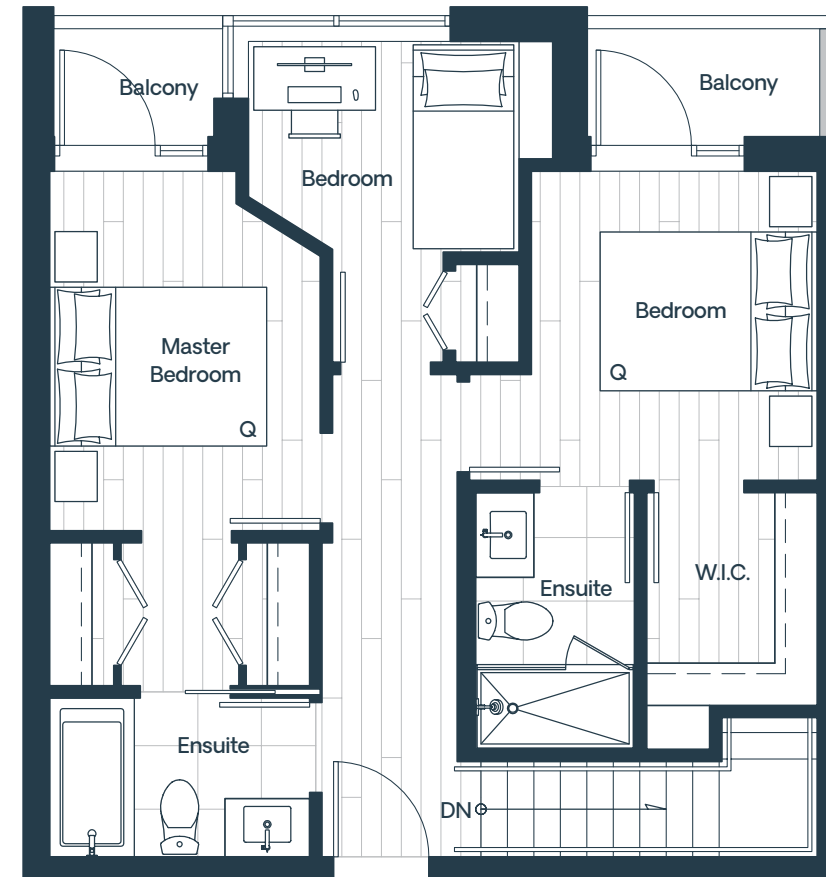 Balcony
Balcony
Bedroom
Bedroom
Master
Bedroom
Q
Q
W.I.C.
Ensuite
Ensuite
DN